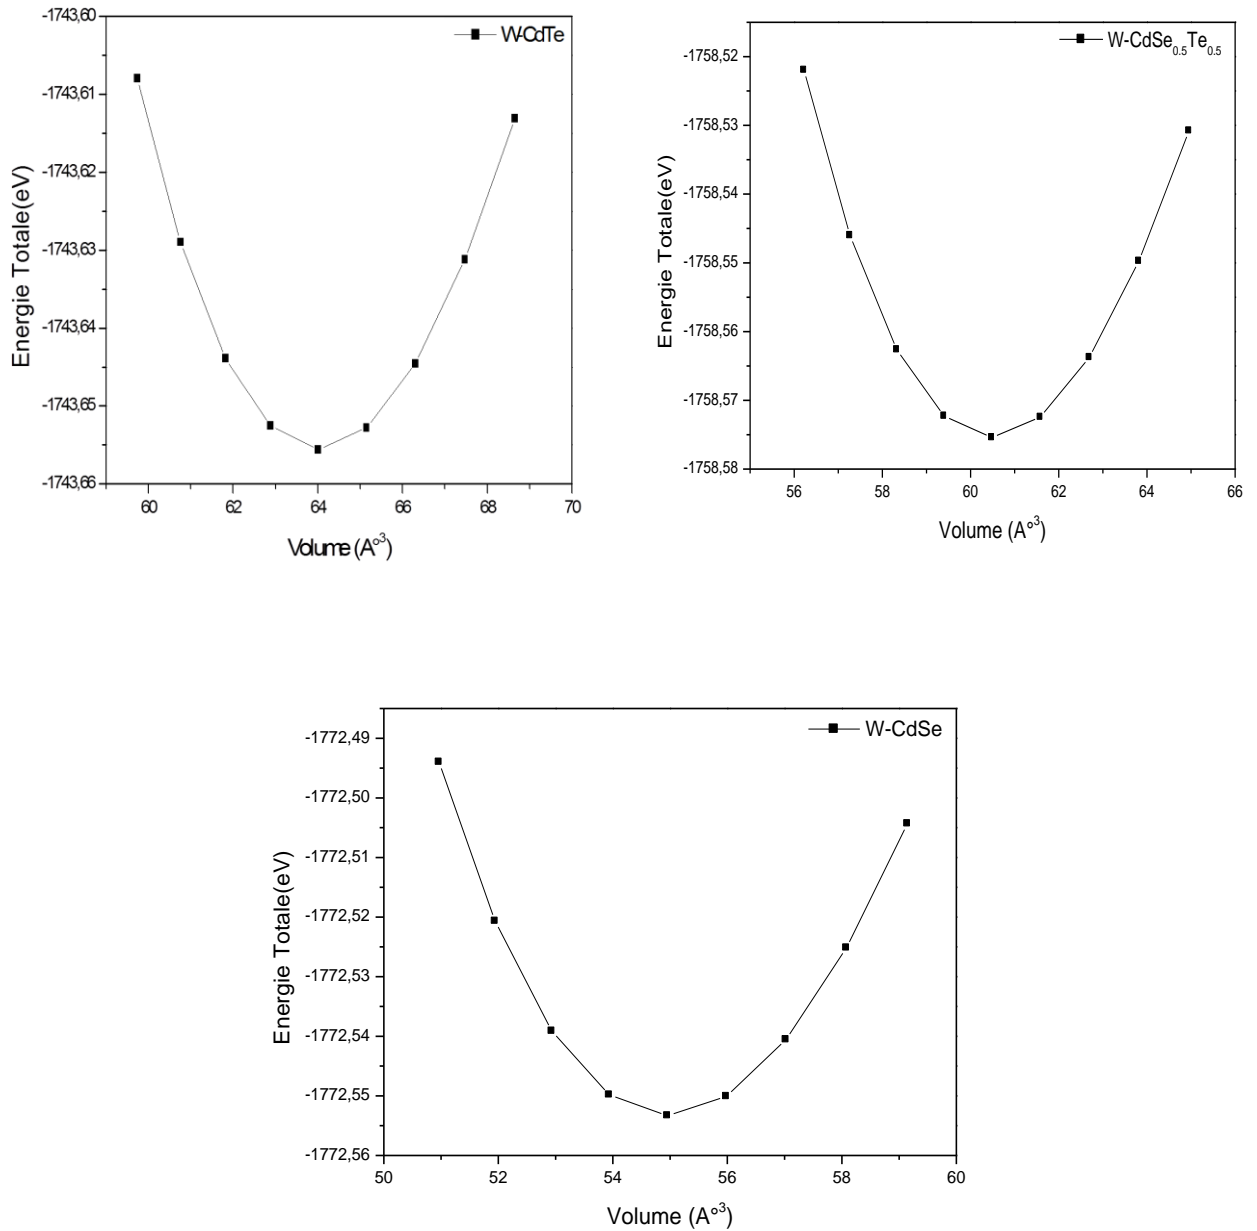 -1743,60
-1743,61
-1743,62
-1743,63
-1743,64
-1743,65
-1743,66
Energie Totale(eV)
W-CdTe
60 62 64 66 68 70
Volume (A°³)
-1758,52
-1758,53
-1758,54
-1758,55
-1758,56
-1758,57
-1758,58
Energie Totale(eV)
W-CdSe₀.₅Te₀.₅
56 58 60 62 64 66
Volume (A°³)
-1772,49
-1772,50
-1772,51
-1772,52
-1772,53
-1772,54
-1772,55
-1772,56
Energie Totale(eV)
W-CdSe
50 52 54 56 58 60
Volume (A°³)